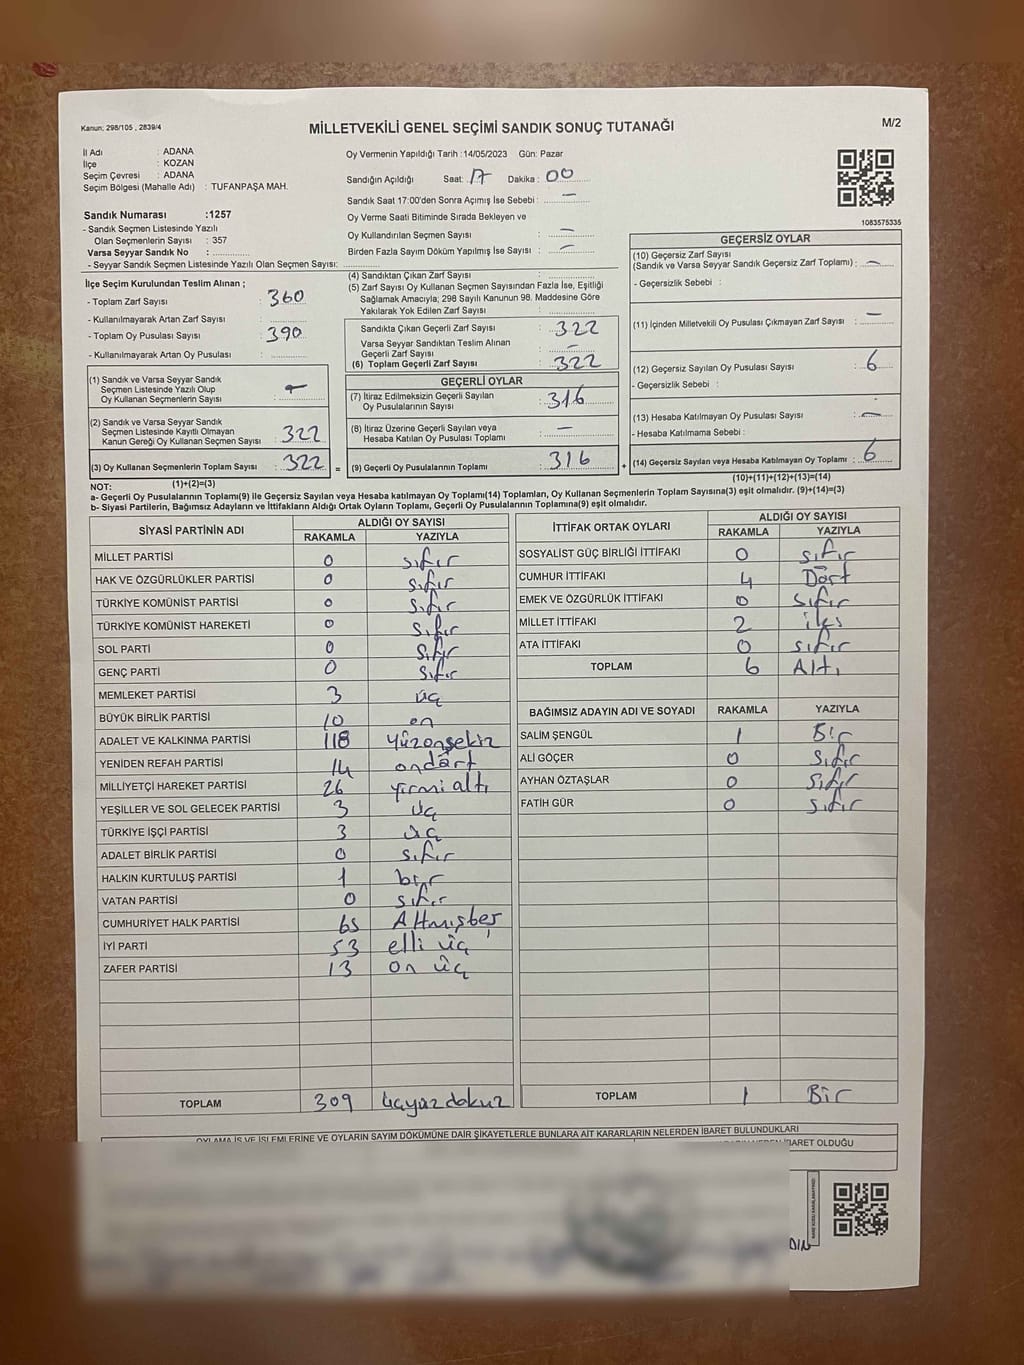 Kanun: 298/105 , 2839/4
MİLLETVEKİLİ GENEL SEÇİMİ SANDIK SONUÇ TUTANAĞI
M/2
İl Adı : ADANA
İlçe : KOZAN
Seçim Çevresi : ADANA
Seçim Bölgesi (Mahalle Adı) : TUFANPAŞA MAH.
Sandık Numarası :1257
- Sandık Seçmen Listesinde Yazılı
Olan Seçmenlerin Sayısı : 357
Varsa Seyyar Sandık No :
- Seyyar Sandık Seçmen Listesinde Yazılı Olan Seçmen Sayısı:
Oy Vermenin Yapıldığı Tarih :14/05/2023 Gün: Pazar
Sandığın Açıldığı Saat: 17 Dakika : 00
Sandık Saat 17:00'den Sonra Açımış İse Sebebi : —
Oy Verme Saati Bitiminde Sırada Bekleyen ve
Oy Kullandırılan Seçmen Sayısı : —
Birden Fazla Sayım Döküm Yapılmış İse Sayısı : —
1083575335
İlçe Seçim Kurulundan Teslim Alınan ;
- Toplam Zarf Sayısı : 360
- Kullanılmayarak Artan Zarf Sayısı :
- Toplam Oy Pusulası Sayısı : 390
- Kullanılmayarak Artan Oy Pusulası :
(4) Sandıktan Çıkan Zarf Sayısı :
(5) Zarf Sayısı Oy Kullanan Seçmen Sayısından Fazla İse, Eşitliği
Sağlamak Amacıyla, 298 Sayılı Kanunun 98. Maddesine Göre
Yakılarak Yok Edilen Zarf Sayısı :
Sandıkta Çıkan Geçerli Zarf Sayısı : 322
Varsa Seyyar Sandıktan Teslim Alınan
Geçerli Zarf Sayısı : —
(6) Toplam Geçerli Zarf Sayısı : 322
GEÇERSİZ OYLAR
(10) Geçersiz Zarf Sayısı
(Sandık ve Varsa Seyyar Sandık Geçersiz Zarf Toplamı) : —
- Geçersizlik Sebebi :
(11) İçinden Milletvekili Oy Pusulası Çıkmayan Zarf Sayısı : —
(12) Geçersiz Sayılan Oy Pusulası Sayısı : 6
- Geçersizlik Sebebi :
(13) Hesaba Katılmayan Oy Pusulası Sayısı : —
- Hesaba Katılmama Sebebi :
(14) Geçersiz Sayılan veya Hesaba Katılmayan Oy Toplamı : 6
(1) Sandık ve Varsa Seyyar Sandık
Seçmen Listesinde Yazılı Olup
Oy Kullanan Seçmenlerin Sayısı : —
(2) Sandık ve Varsa Seyyar Sandık
Seçmen Listesinde Kayıtlı Olmayan
Kanun Gereği Oy Kullanan Seçmen Sayısı : 322
(3) Oy Kullanan Seçmenlerin Toplam Sayısı : 322 =
GEÇERLİ OYLAR
(7) İtiraz Edilmeksizin Geçerli Sayılan
Oy Pusulalarının Sayısı : 316
(8) İtiraz Üzerine Geçerli Sayılan veya
Hesaba Katılan Oy Pusulası Toplamı : —
(9) Geçerli Oy Pusulalarının Toplamı : 316 +
NOT: (1)+(2)=(3)
(10)+(11)+(12)+(13)=(14)
a- Geçerli Oy Pusulalarının Toplamı(9) ile Geçersiz Sayılan veya Hesaba katılmayan Oy Toplamı(14) Toplamları, Oy Kullanan Seçmenlerin Toplam Sayısına(3) eşit olmalıdır. (9)+(14)=(3)
b- Siyasi Partilerin, Bağımsız Adayların ve İttifakların Aldığı Ortak Oyların Toplamı, Geçerli Oy Pusulalarının Toplamına(9) eşit olmalıdır.
SİYASİ PARTİNİN ADI ALDIĞI OY SAYISI
RAKAMLA YAZIYLA
MİLLET PARTİSİ 0 sıfır
HAK VE ÖZGÜRLÜKLER PARTİSİ 0 sıfır
TÜRKİYE KOMÜNİST PARTİSİ 0 sıfır
TÜRKİYE KOMÜNİST HAREKETİ 0 sıfır
SOL PARTİ 0 sıfır
GENÇ PARTİ 0 sıfır
MEMLEKET PARTİSİ 3 üç
BÜYÜK BİRLİK PARTİSİ 10 on
ADALET VE KALKINMA PARTİSİ 118 yüzonsekiz
YENİDEN REFAH PARTİSİ 14 ondört
MİLLİYETÇİ HAREKET PARTİSİ 26 yirmi altı
YEŞİLLER VE SOL GELECEK PARTİSİ 3 üç
TÜRKİYE İŞÇİ PARTİSİ 3 üç
ADALET BİRLİK PARTİSİ 0 sıfır
HALKIN KURTULUŞ PARTİSİ 1 bir
VATAN PARTİSİ 0 sıfır
CUMHURİYET HALK PARTİSİ 65 Altmışbeş
İYİ PARTİ 53 elli üç
ZAFER PARTİSİ 13 on üç
TOPLAM 309 üçyüzdokuz
İTTİFAK ORTAK OYLARI ALDIĞI OY SAYISI
RAKAMLA YAZIYLA
SOSYALİST GÜÇ BİRLİĞİ İTTİFAKI 0 sıfır
CUMHUR İTTİFAKI 4 Dört
EMEK VE ÖZGÜRLÜK İTTİFAKI 0 sıfır
MİLLET İTTİFAKI 2 iki
ATA İTTİFAKI 0 sıfır
TOPLAM 6 Altı
BAĞIMSIZ ADAYIN ADI VE SOYADI RAKAMLA YAZIYLA
SALİM ŞENGÜL 1 Bir
ALİ GÖÇER 0 sıfır
AYHAN ÖZTAŞLAR 0 sıfır
FATİH GÜR 0 sıfır
TOPLAM 1 Bir
OYLAMA İŞ VE İŞLEMLERİNE VE OYLARIN SAYIM DÖKÜMÜNE DAİR ŞİKAYETLERLE BUNLARA AİT KARARLARIN NELERDEN İBARET BULUNDUKLARI
İBARET OLDUĞU